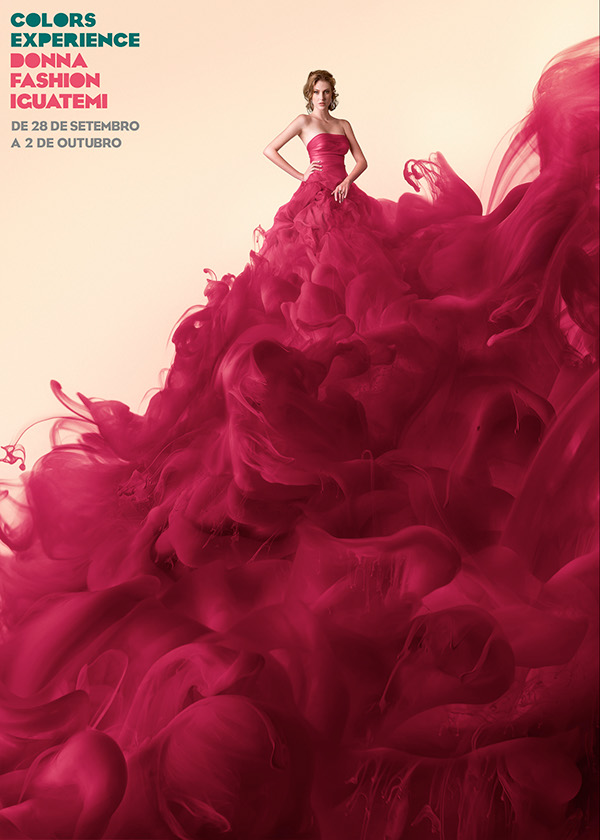 COLORS
EXPERIENCE
DONNA
FASHION
IGUATEMI
DE 28 DE SETEMBRO
A 2 DE OUTUBRO